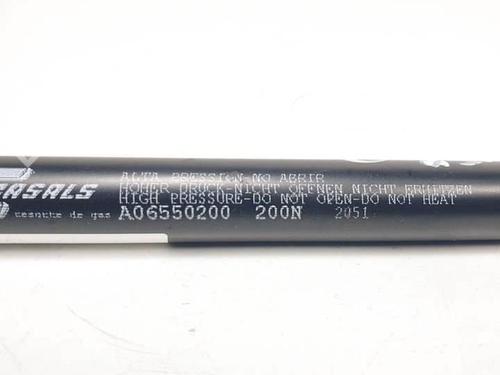 CASALS
resorte de gas
ALTA PRESSION-NO ABRIR
HOHER DRUCK-NICHT OFFNEN NICHT ERHITZEN
HIGH PRESSURE-DO NOT OPEN-DO NOT HEAT
A06550200 200N 2051